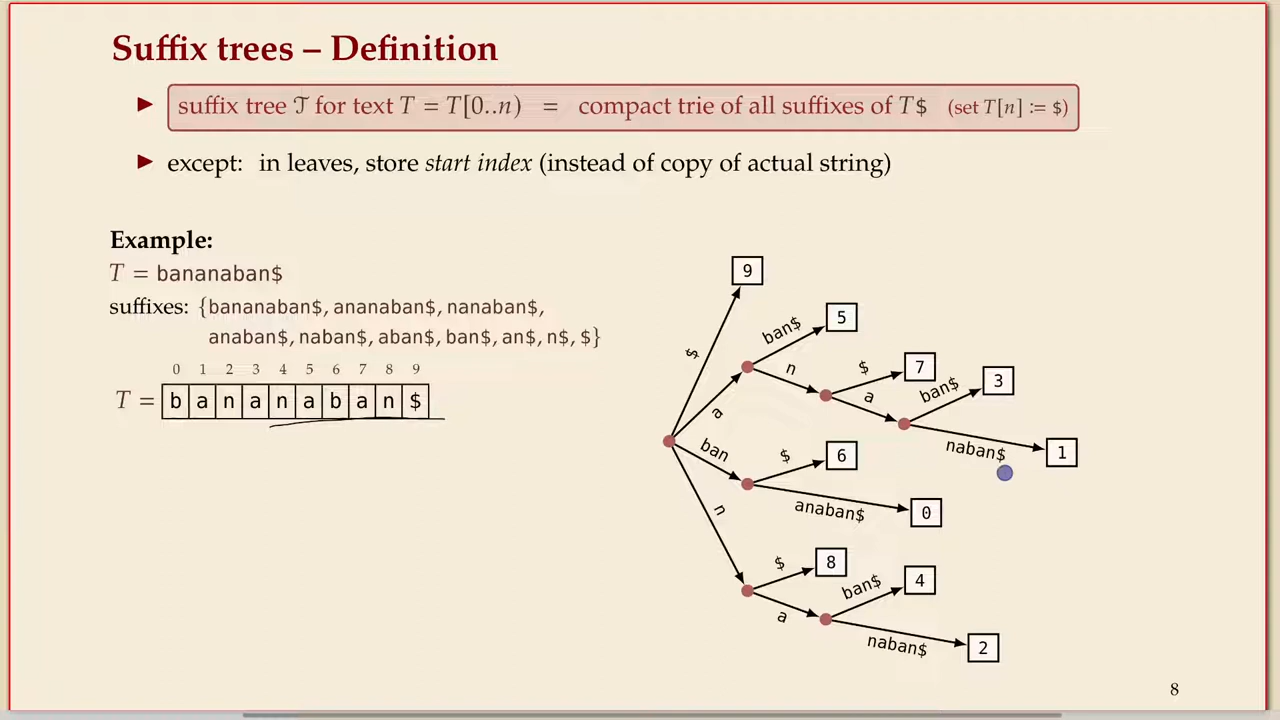 Suffix trees – Definition
▶ suffix tree 𝒯 for text T = T[0..n) = compact trie of all suffixes of T$ (set T[n] := $)
▶ except: in leaves, store start index (instead of copy of actual string)
Example:
T = bananaban$
suffixes: {bananaban$, ananaban$, nanaban$,
anaban$, naban$, aban$, ban$, an$, n$, $}
0 1 2 3 4 5 6 7 8 9
T = b a n a n a b a n $
9
$
5
ban$
a
n
7
$
a
3
ban$
1
naban$
ban
6
$
0
anaban$
n
8
$
a
4
ban$
2
naban$
8